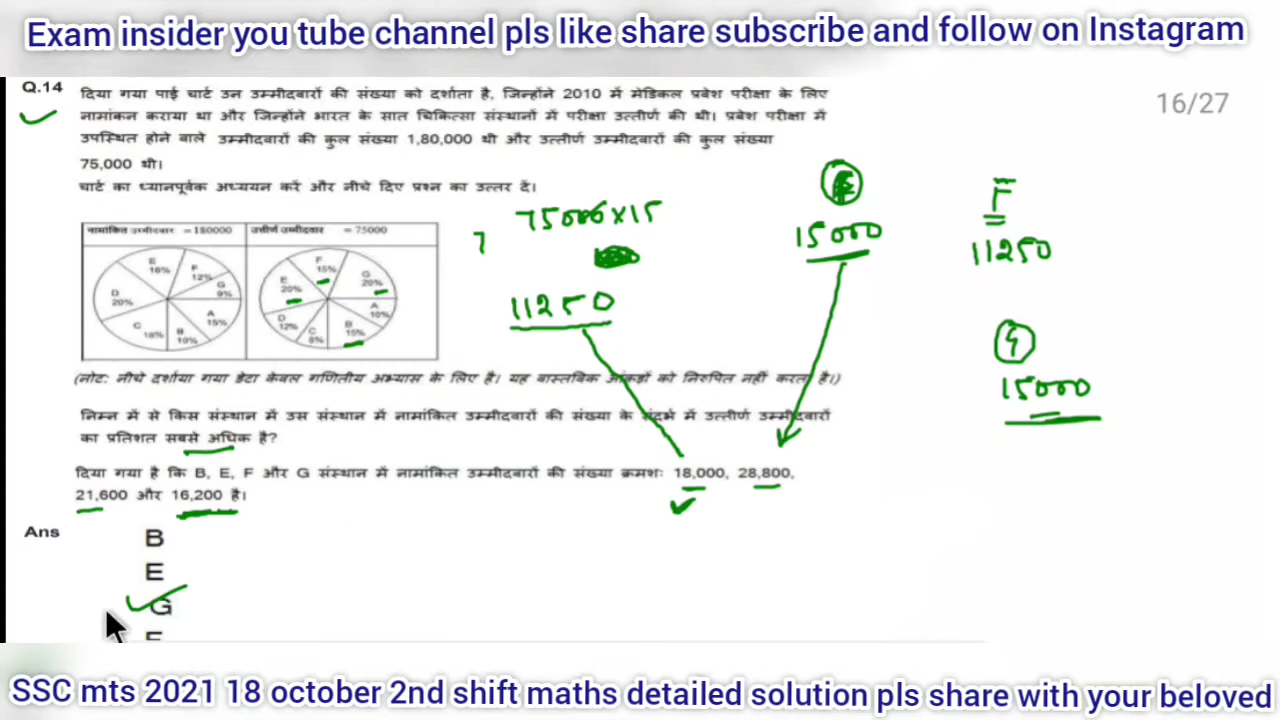 Exam insider you tube channel pls like share subscribe and follow on Instagram
Q.14
16/27
दिया गया पाई चार्ट उन उम्मीदवारों की संख्या को दर्शाता है, जिन्होंने 2010 में मेडिकल प्रवेश परीक्षा के लिए
नामांकन कराया था और जिन्होंने भारत के सात चिकित्सा संस्थानों में परीक्षा उत्तीर्ण की थी। प्रवेश परीक्षा में
उपस्थित होने वाले उम्मीदवारों की कुल संख्या 1,80,000 थी और उत्तीर्ण उम्मीदवारों की कुल संख्या
75,000 थी।
चार्ट का ध्यानपूर्वक अध्ययन करें और नीचे दिए प्रश्न का उत्तर दें।
नामांकित उम्मीदवार = 180000
उत्तीर्ण उम्मीदवार = 75000
E 16%
F 12%
G 9%
A 15%
B 10%
C 18%
D 20%
F 15%
G 20%
A 10%
B 15%
C 8%
D 12%
E 20%
75000×15
11250
15000
F
11250
G
15000
(नोट: नीचे दर्शाया गया डेटा केवल गणितीय अभ्यास के लिए है। यह वास्तविक आंकड़ों को निरुपित नहीं करता है।)
निम्न में से किस संस्थान में उस संस्थान में नामांकित उम्मीदवारों की संख्या के संदर्भ में उत्तीर्ण उम्मीदवारों
का प्रतिशत सबसे अधिक है?
दिया गया है कि B, E, F और G संस्थान में नामांकित उम्मीदवारों की संख्या क्रमशः 18,000, 28,800,
21,600 और 16,200 है।
Ans
B
E
G
SSC mts 2021 18 october 2nd shift maths detailed solution pls share with your beloved